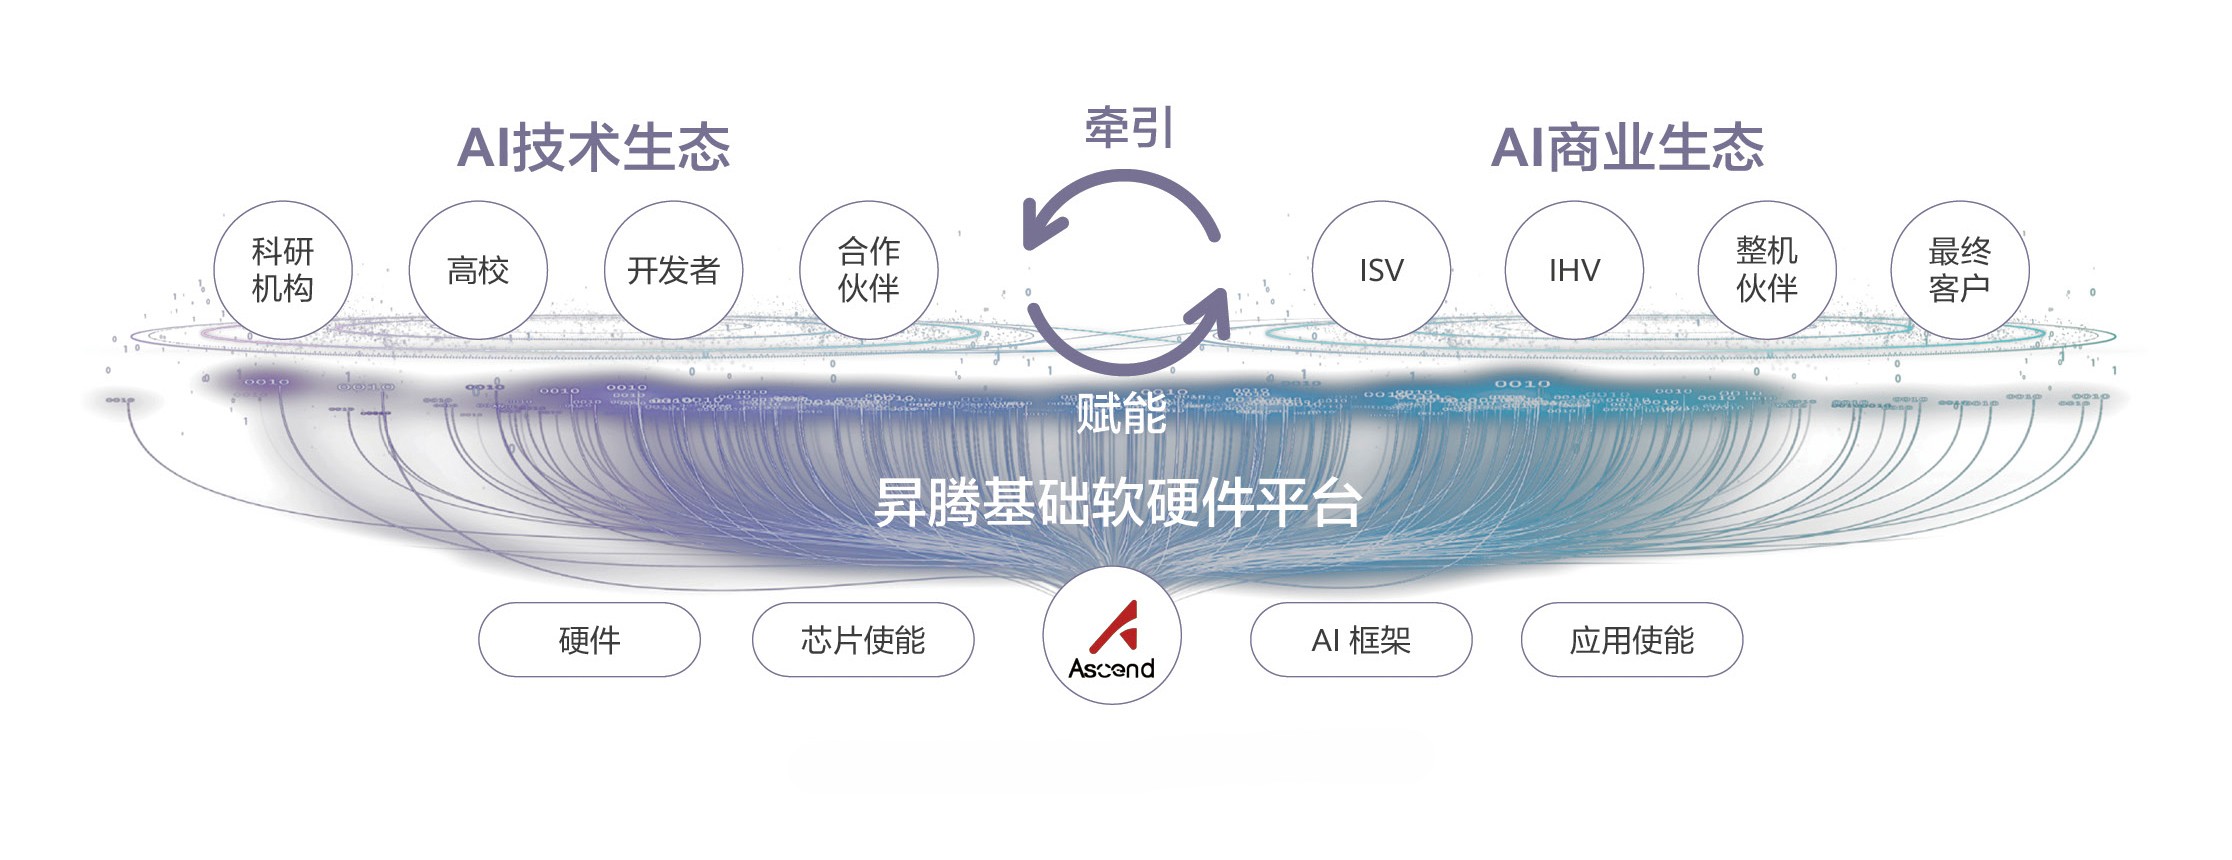 牵引
AI技术生态
AI商业生态
科研
机构
高校
开发者
合作
伙伴
ISV
IHV
整机
伙伴
最终
客户
赋能
昇腾基础软硬件平台
硬件
芯片使能
Ascend
AI 框架
应用使能